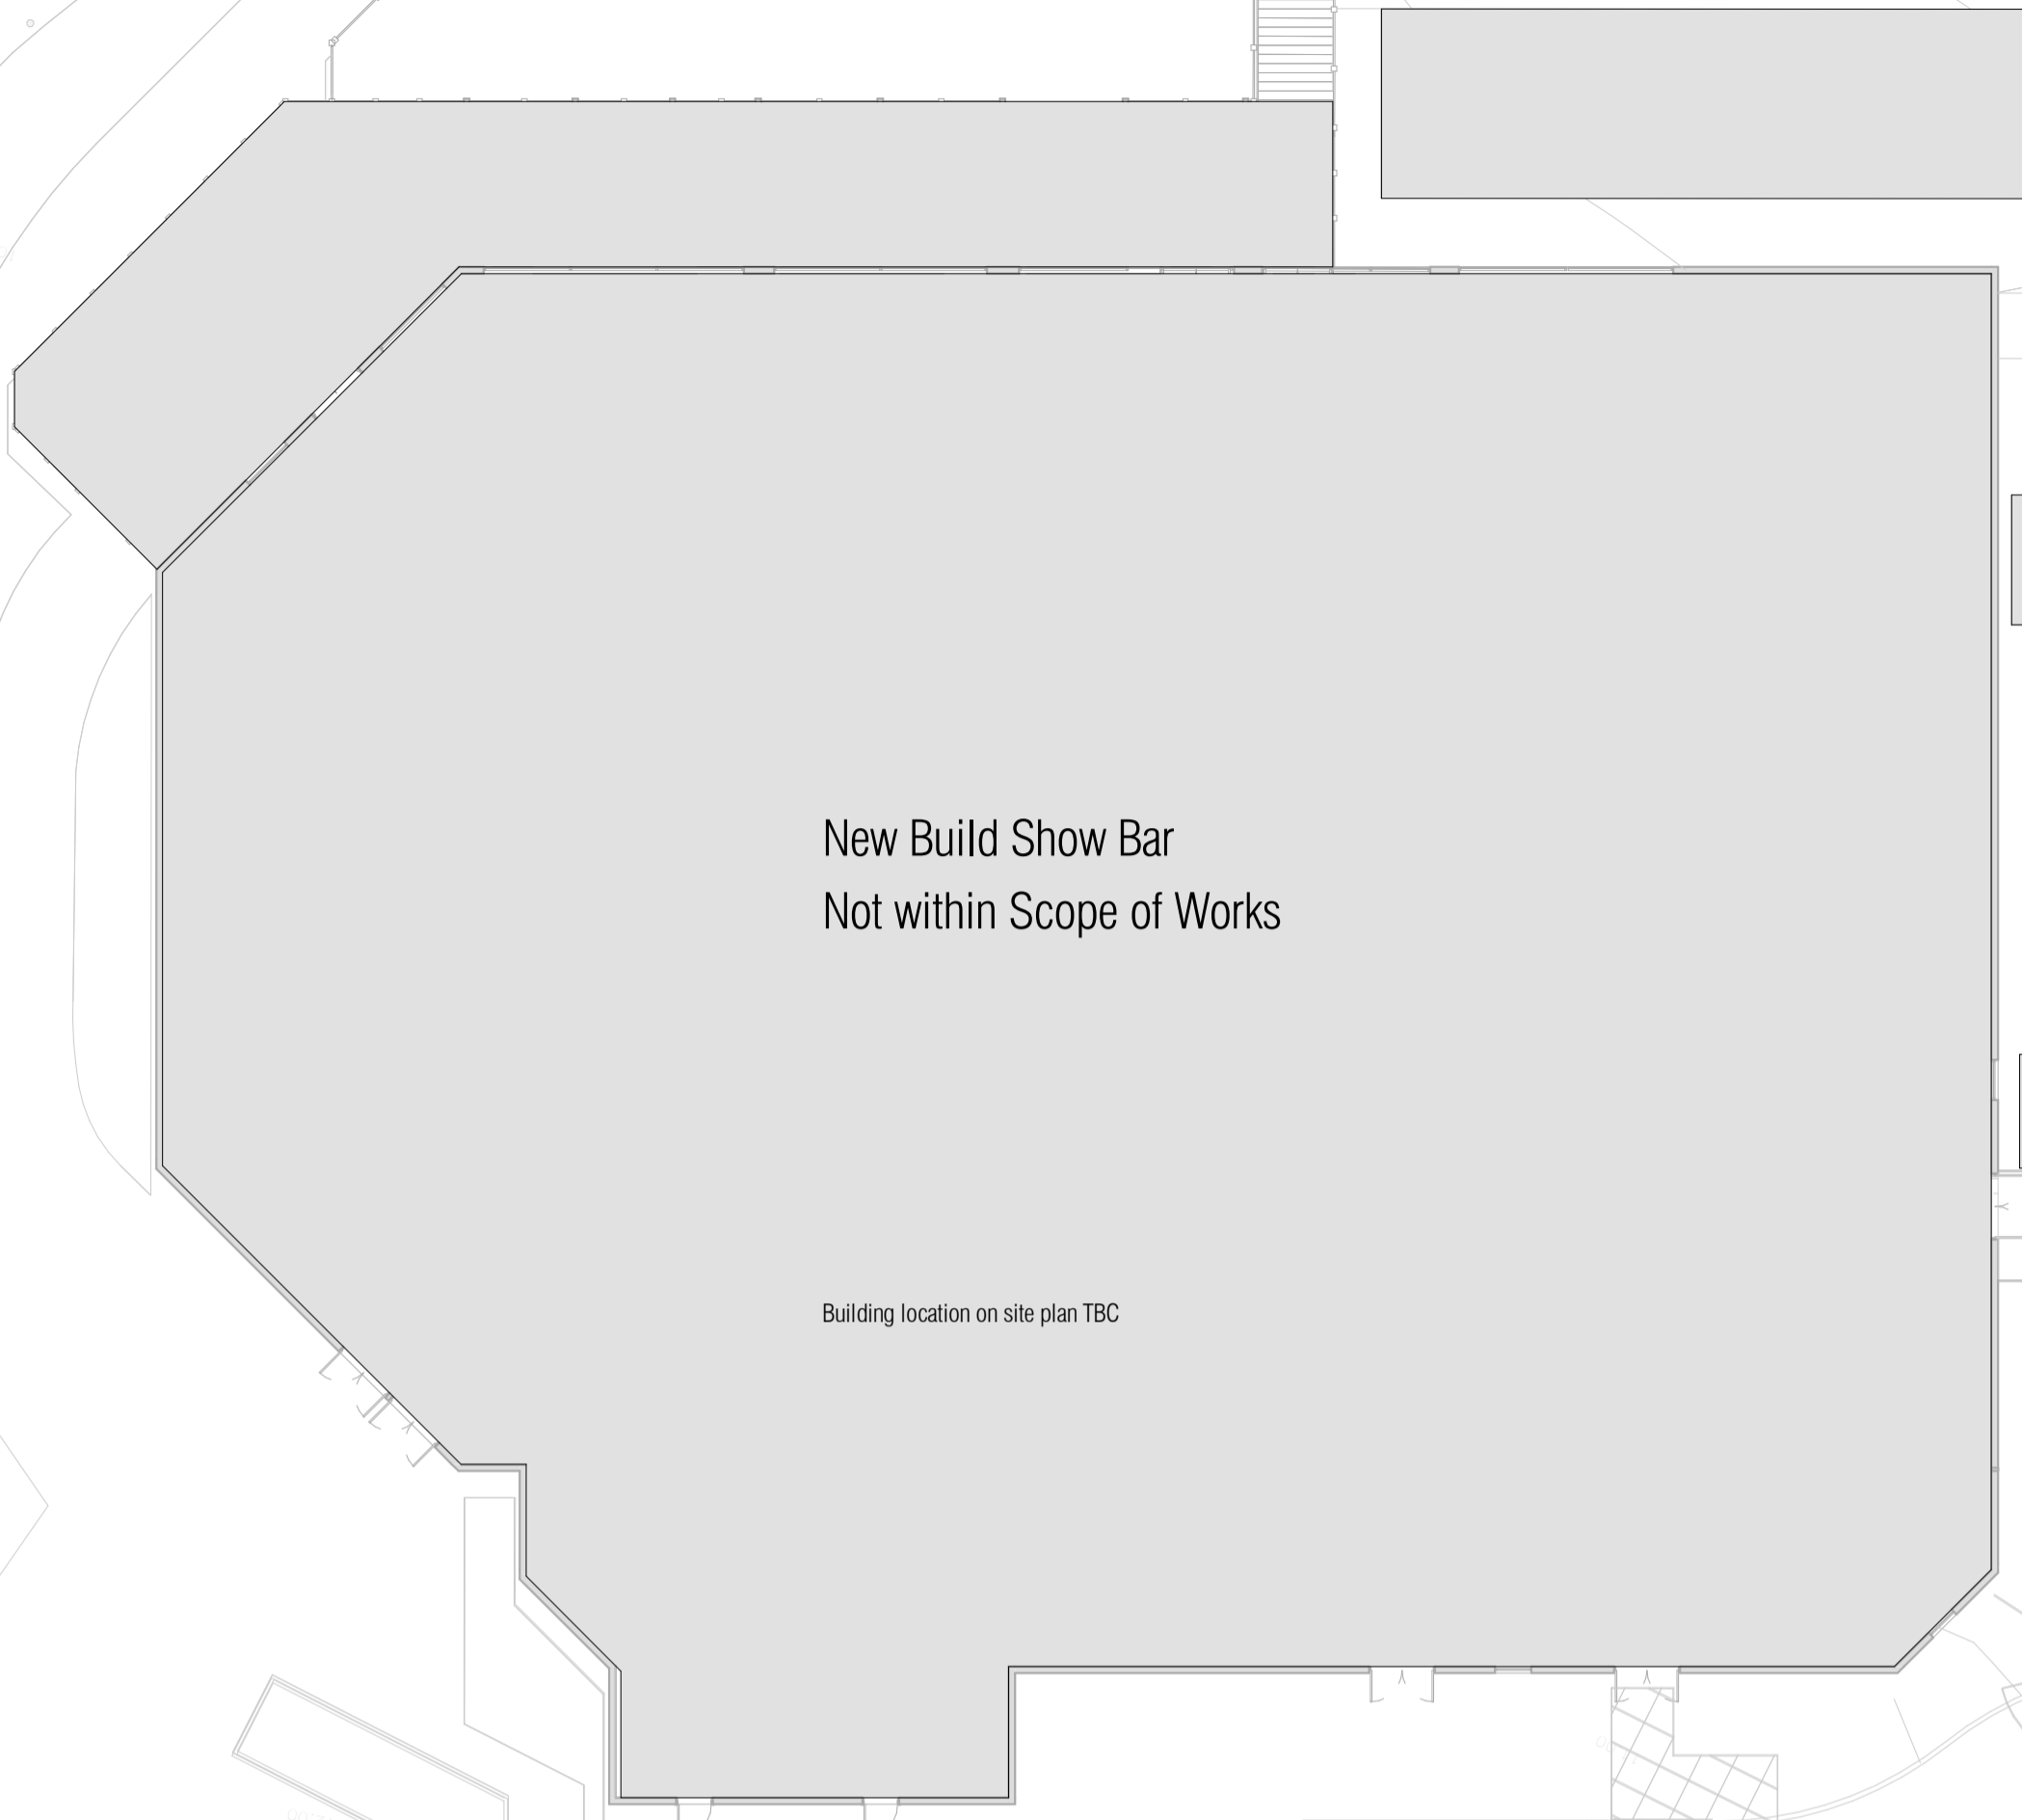 New Build Show Bar
Not within Scope of Works
Building location on site plan TBC